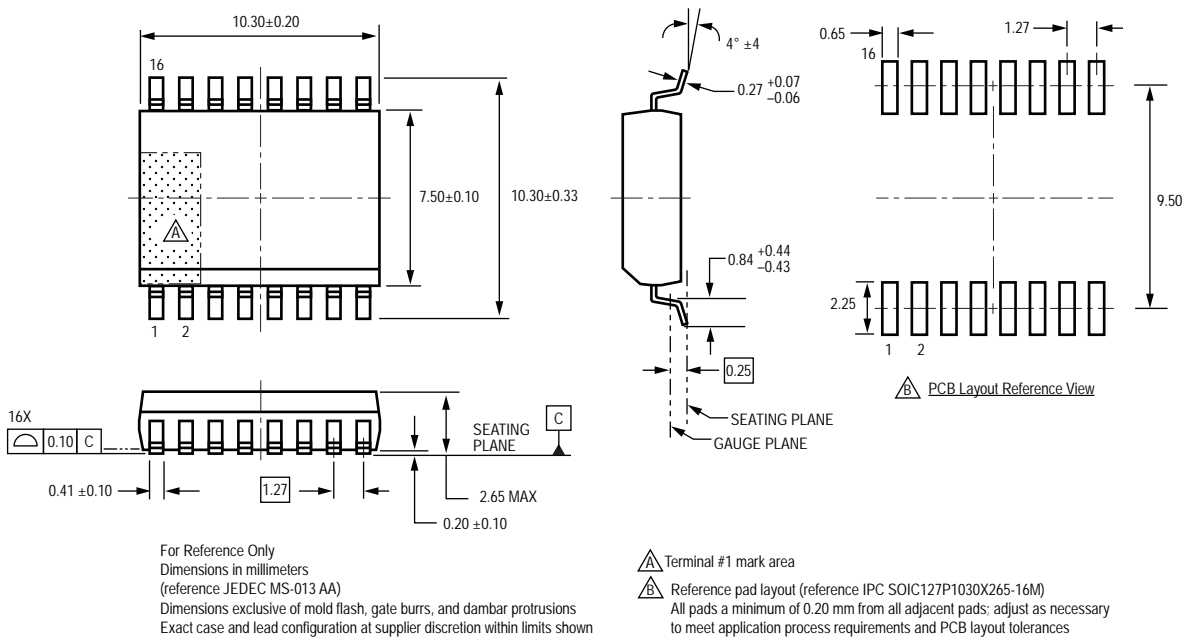 10.30±0.20
16
7.50±0.10
10.30±0.33
A
1 2
4° ±4
0.27 +0.07
–0.06
0.84 +0.44
–0.43
0.25
SEATING PLANE
GAUGE PLANE
0.65
1.27
16
9.50
2.25
1 2
B PCB Layout Reference View
16X
0.10 C
SEATING
PLANE
C
0.41 ±0.10
1.27
2.65 MAX
0.20 ±0.10
For Reference Only
Dimensions in millimeters
(reference JEDEC MS-013 AA)
Dimensions exclusive of mold flash, gate burrs, and dambar protrusions
Exact case and lead configuration at supplier discretion within limits shown
A Terminal #1 mark area
B Reference pad layout (reference IPC SOIC127P1030X265-16M)
All pads a minimum of 0.20 mm from all adjacent pads; adjust as necessary
to meet application process requirements and PCB layout tolerances